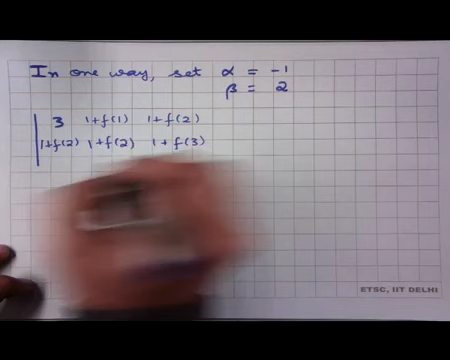 In one way, set α = -1
β = 2
3 1+f(1) 1+f(2)
1+f(2) 1+f(2) 1+f(3)
ETSC, IIT DELHI